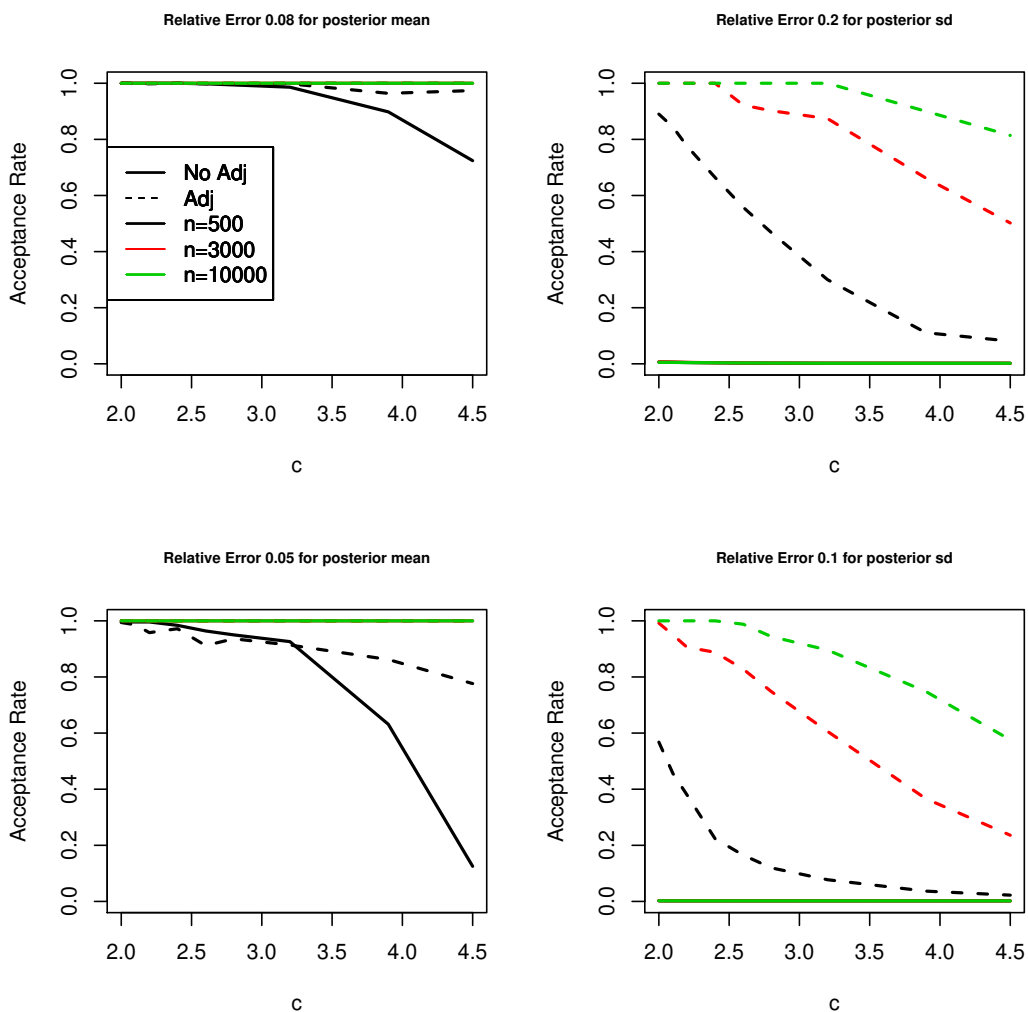 Relative Error 0.08 for posterior mean
Acceptance Rate
1.0
0.8
0.6
0.4
0.2
0.0
No Adj
Adj
n=500
n=3000
n=10000
2.0 2.5 3.0 3.5 4.0 4.5
c
Relative Error 0.2 for posterior sd
Acceptance Rate
1.0
0.8
0.6
0.4
0.2
0.0
2.0 2.5 3.0 3.5 4.0 4.5
c
Relative Error 0.05 for posterior mean
Acceptance Rate
1.0
0.8
0.6
0.4
0.2
0.0
2.0 2.5 3.0 3.5 4.0 4.5
c
Relative Error 0.1 for posterior sd
Acceptance Rate
1.0
0.8
0.6
0.4
0.2
0.0
2.0 2.5 3.0 3.5 4.0 4.5
c